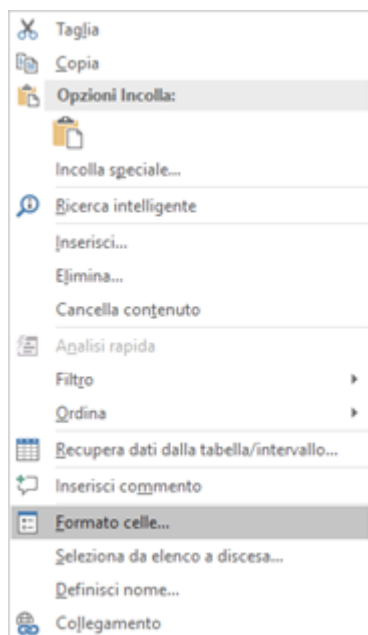 Taglia
Copia
Opzioni Incolla:
Incolla speciale...
Ricerca intelligente
Inserisci...
Elimina...
Cancella contenuto
Analisi rapida
Filtro
Ordina
Recupera dati dalla tabella/intervallo...
Inserisci commento
Formato celle...
Seleziona da elenco a discesa...
Definisci nome...
Collegamento